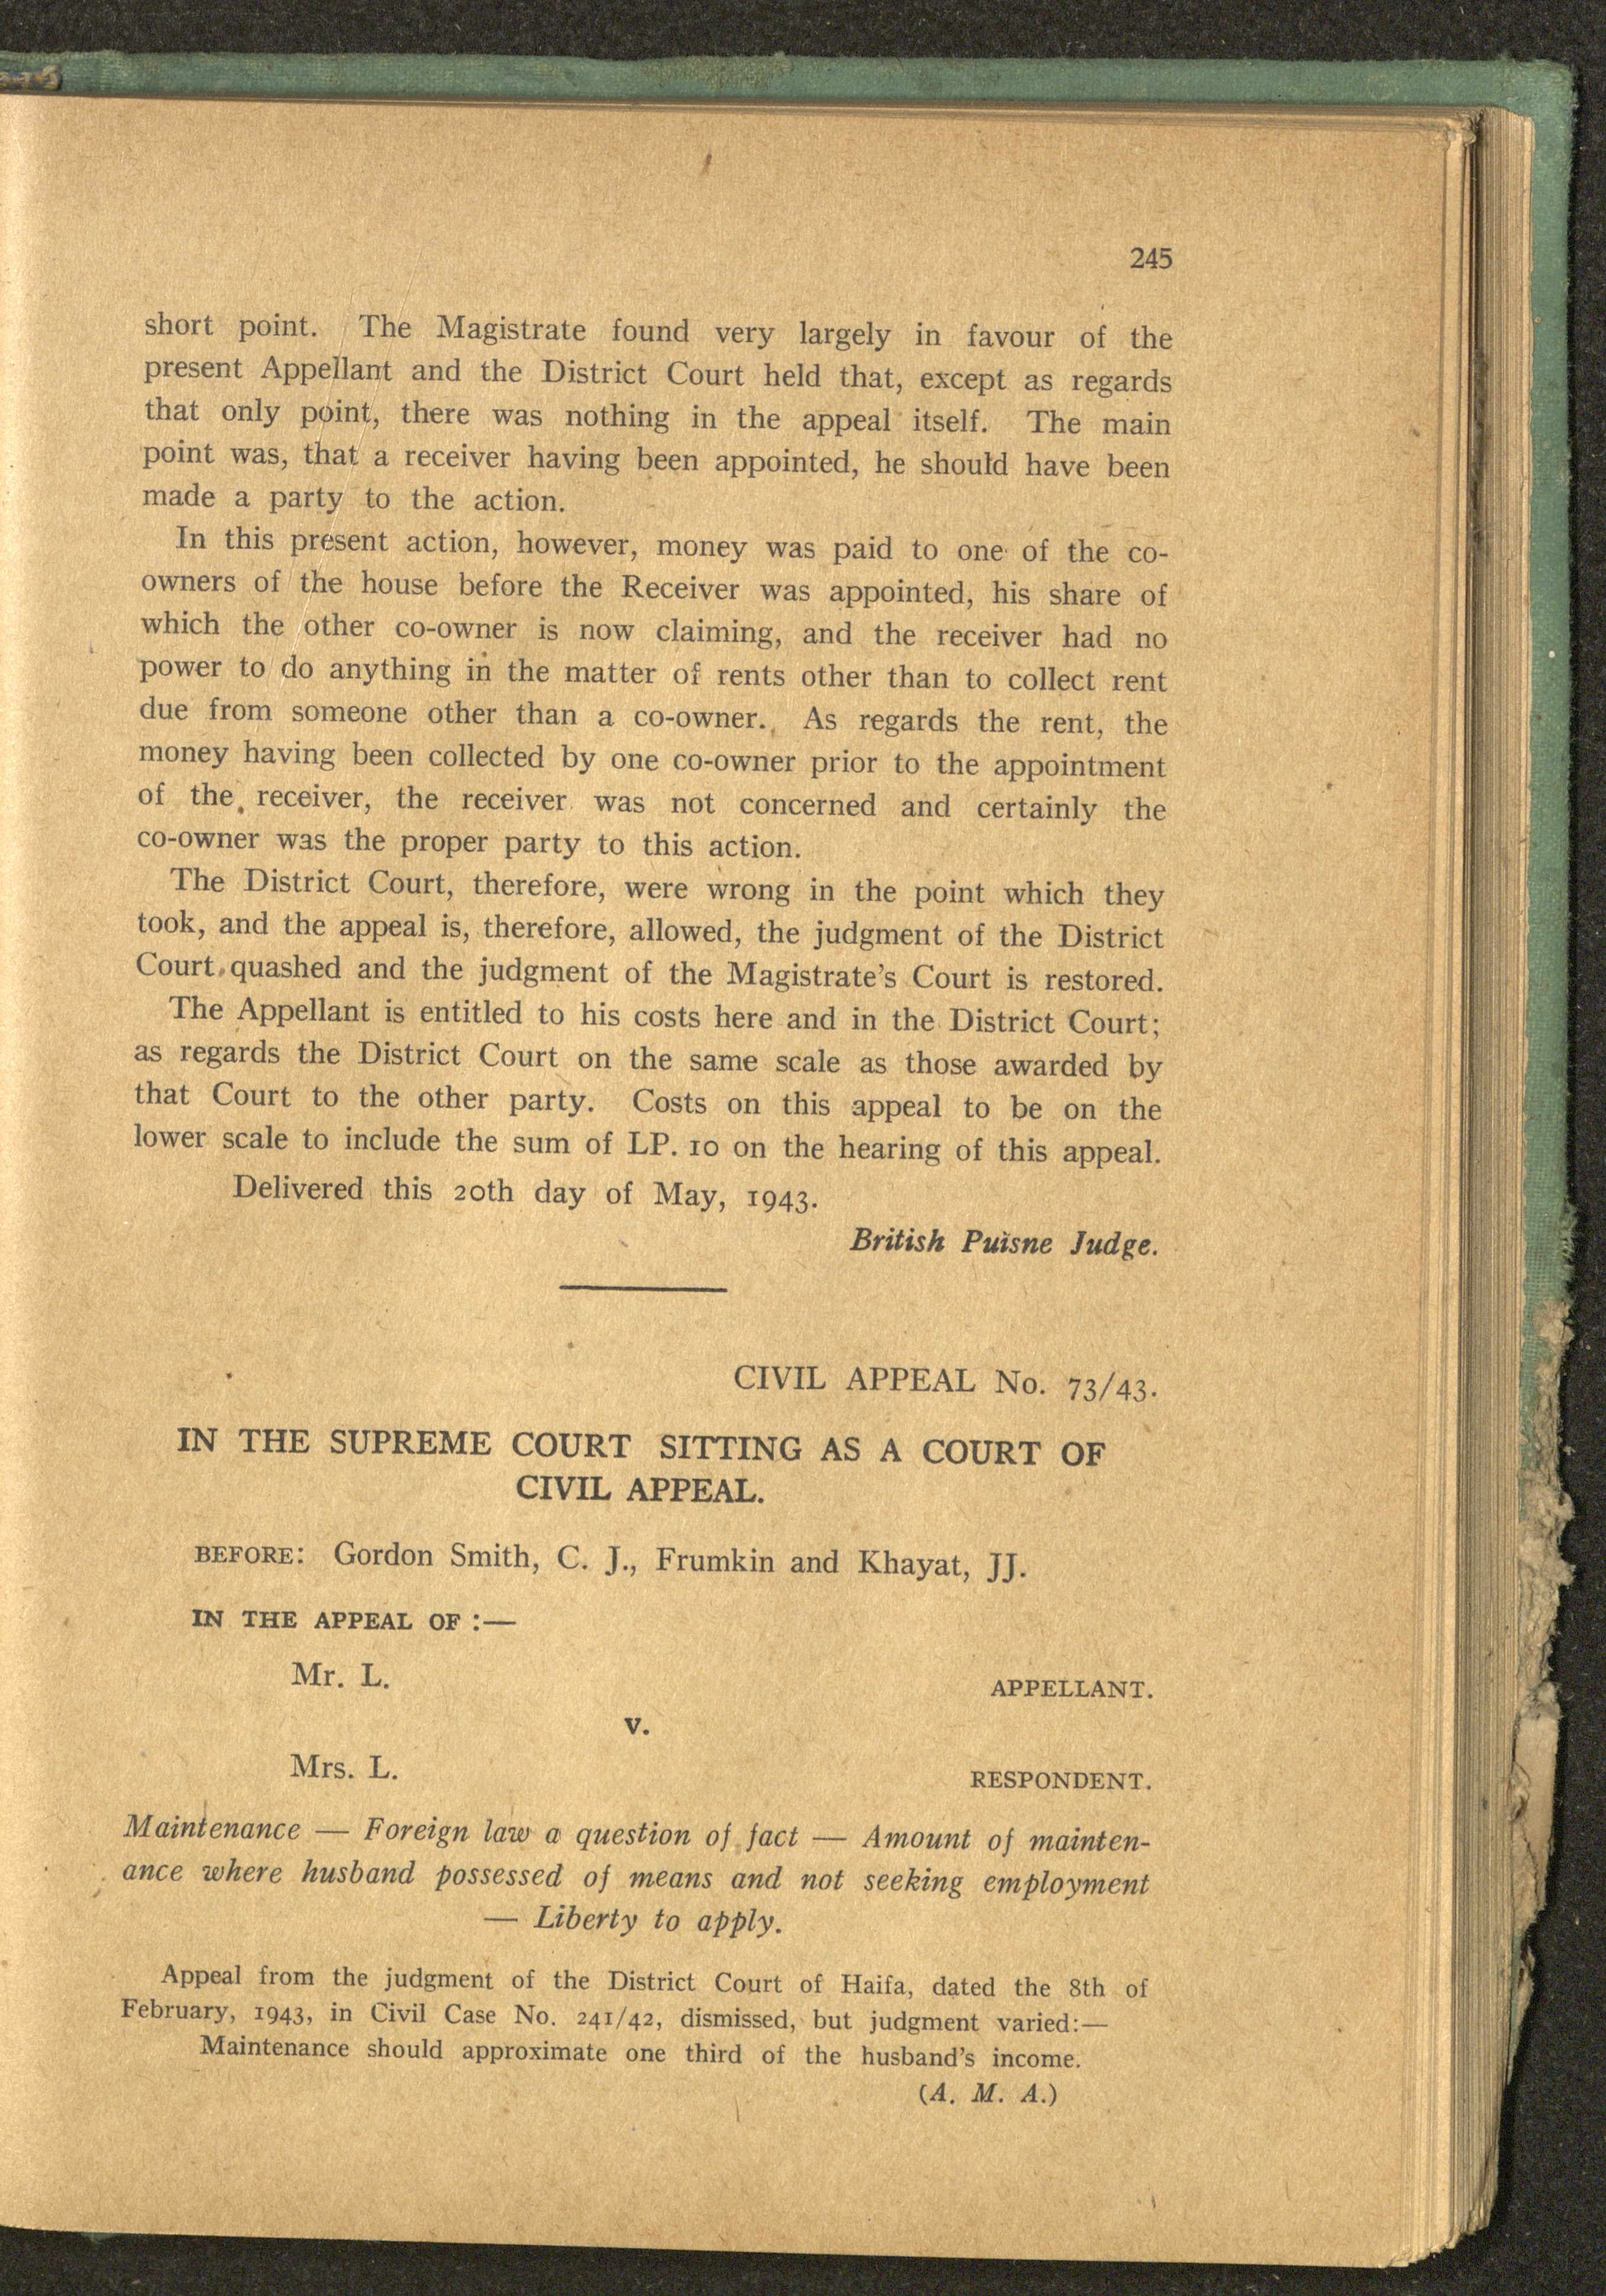 245
short point. The Magistrate found very largely in favour of the
present Appellant and the District Court held that, except as regards
that only point, there was nothing in the appeal itself. The main
point was, that a receiver having been appointed, he should have been
made a party to the action.
In this present action, however, money was paid to one of the co-
owners of the house before the Receiver was appointed, his share of
which the other co-owner is now claiming, and the receiver had no
power to do anything in the matter of rents other than to collect rent
due from someone other than a co-owner. As regards the rent, the
money having been collected by one co-owner prior to the appointment
of the receiver, the receiver was not concerned and certainly the
co-owner was the proper party to this action.
The District Court, therefore, were wrong in the point which they
took, and the appeal is, therefore, allowed, the judgment of the District
Court quashed and the judgment of the Magistrate's Court is restored.
The Appellant is entitled to his costs here and in the District Court;
as regards the District Court on the same scale as those awarded by
that Court to the other party. Costs on this appeal to be on the
lower scale to include the sum of LP. 10 on the hearing of this appeal.
Delivered this 20th day of May, 1943.
British Puisne Judge.
CIVIL APPEAL No. 73/43.
IN THE SUPREME COURT SITTING AS A COURT OF
CIVIL APPEAL.
BEFORE: Gordon Smith, C. J., Frumkin and Khayat, JJ.
IN THE APPEAL OF :—
Mr. L. APPELLANT.
v.
Mrs. L. RESPONDENT.
Maintenance — Foreign law a question of fact — Amount of mainten-
ance where husband possessed of means and not seeking employment
— Liberty to apply.
Appeal from the judgment of the District Court of Haifa, dated the 8th of
February, 1943, in Civil Case No. 241/42, dismissed, but judgment varied:—
Maintenance should approximate one third of the husband's income.
(A. M. A.)